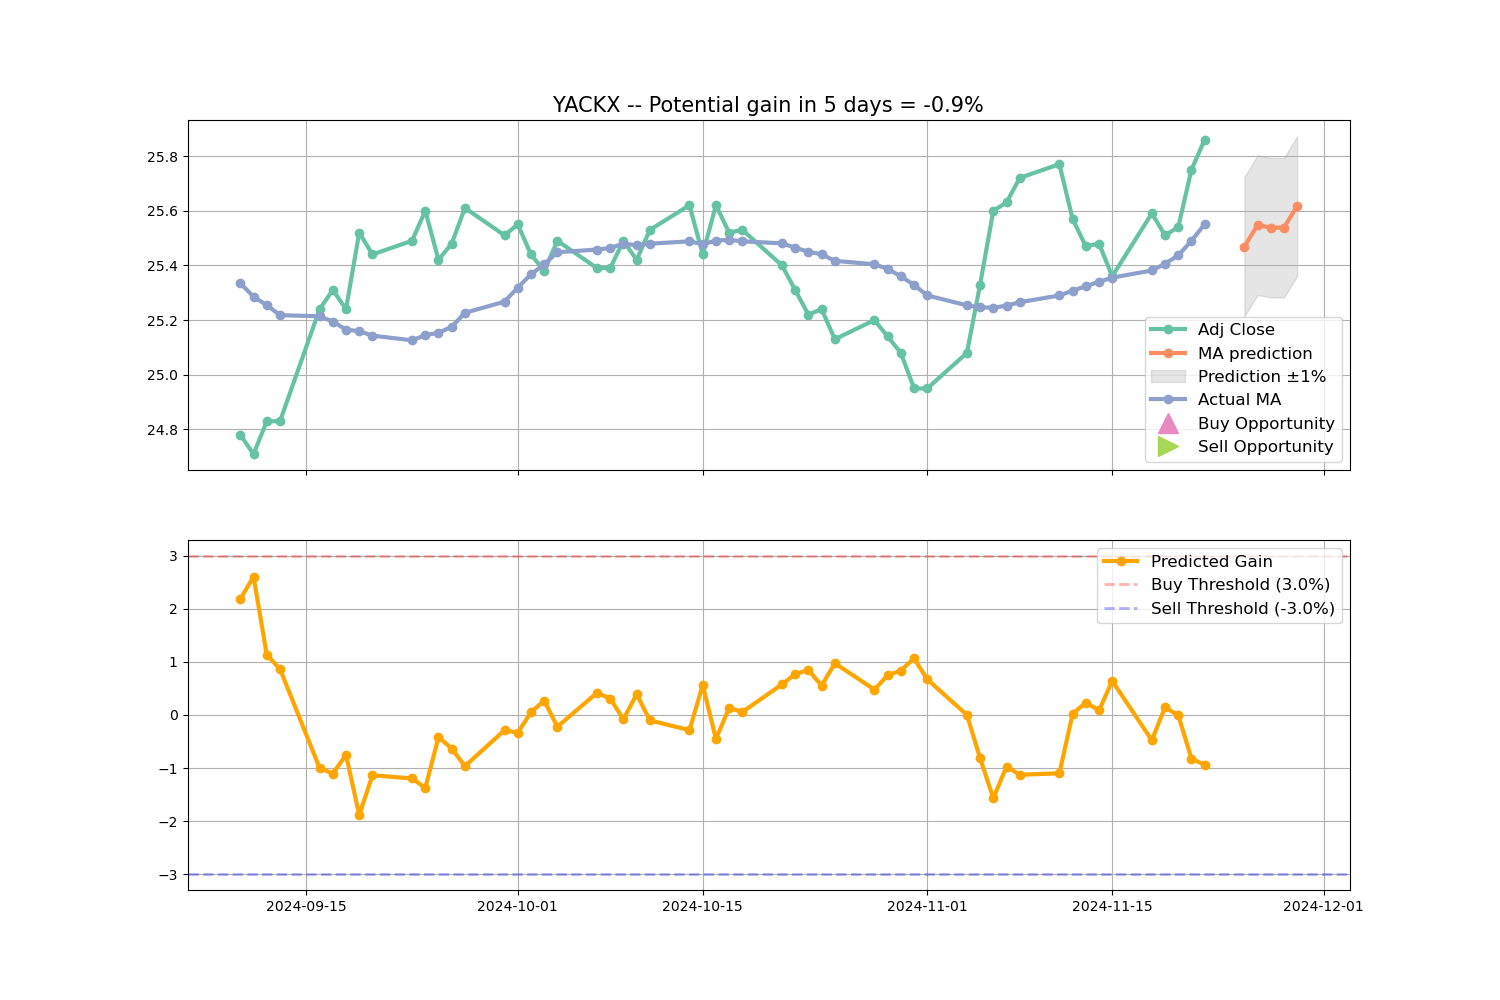 YACKX -- Potential gain in 5 days = -0.9%
25.8
25.6
25.4
25.2
25.0
24.8
Adj Close
MA prediction
Prediction ±1%
Actual MA
Buy Opportunity
Sell Opportunity
3
2
1
0
−1
−2
−3
Predicted Gain
Buy Threshold (3.0%)
Sell Threshold (-3.0%)
2024-09-15
2024-10-01
2024-10-15
2024-11-01
2024-11-15
2024-12-01